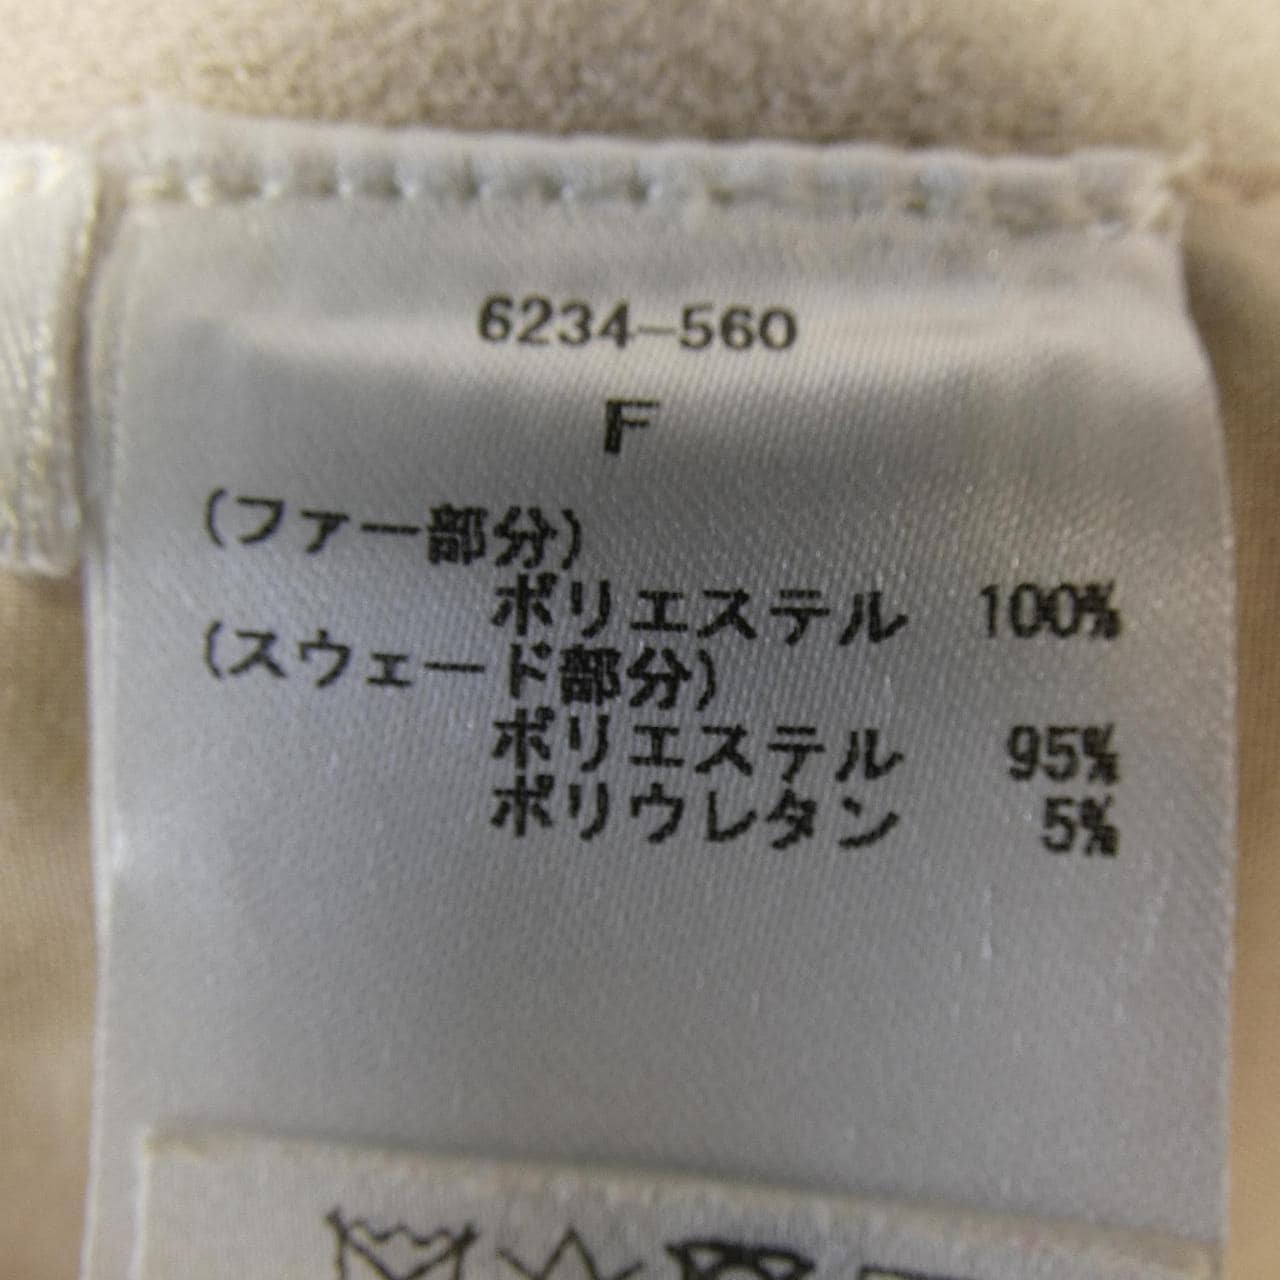 6234-560
F
(ファー部分)
ポリエステル 100%
(スウェード部分)
ポリエステル 95%
ポリウレタン 5%